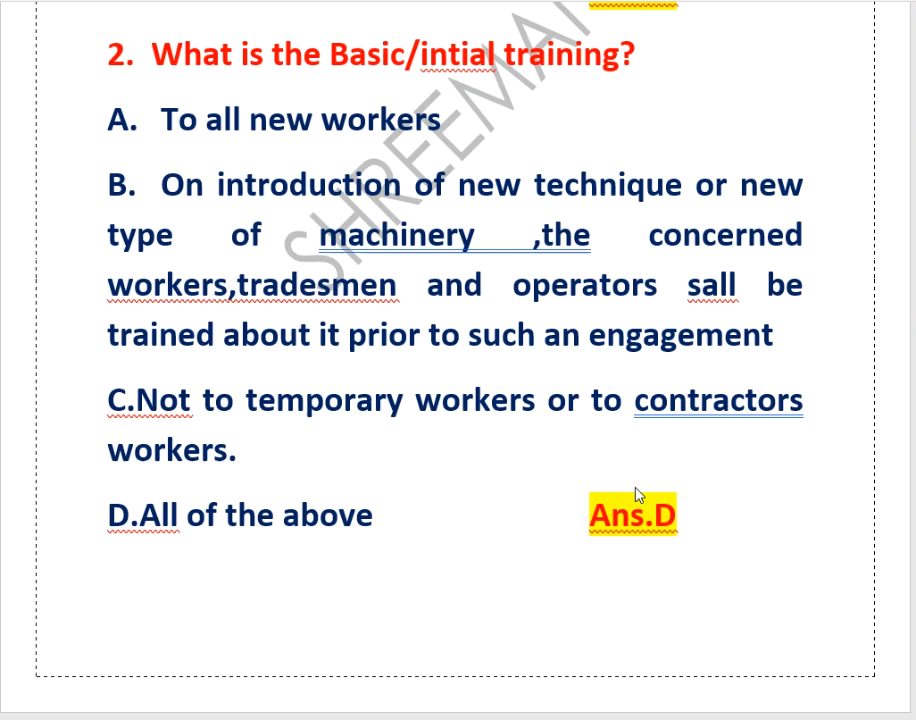 2. What is the Basic/intial training?
A. To all new workers
B. On introduction of new technique or new
type of machinery ,the concerned
workers,tradesmen and operators sall be
trained about it prior to such an engagement
C.Not to temporary workers or to contractors
workers.
D.All of the above Ans.D
SHREEMA